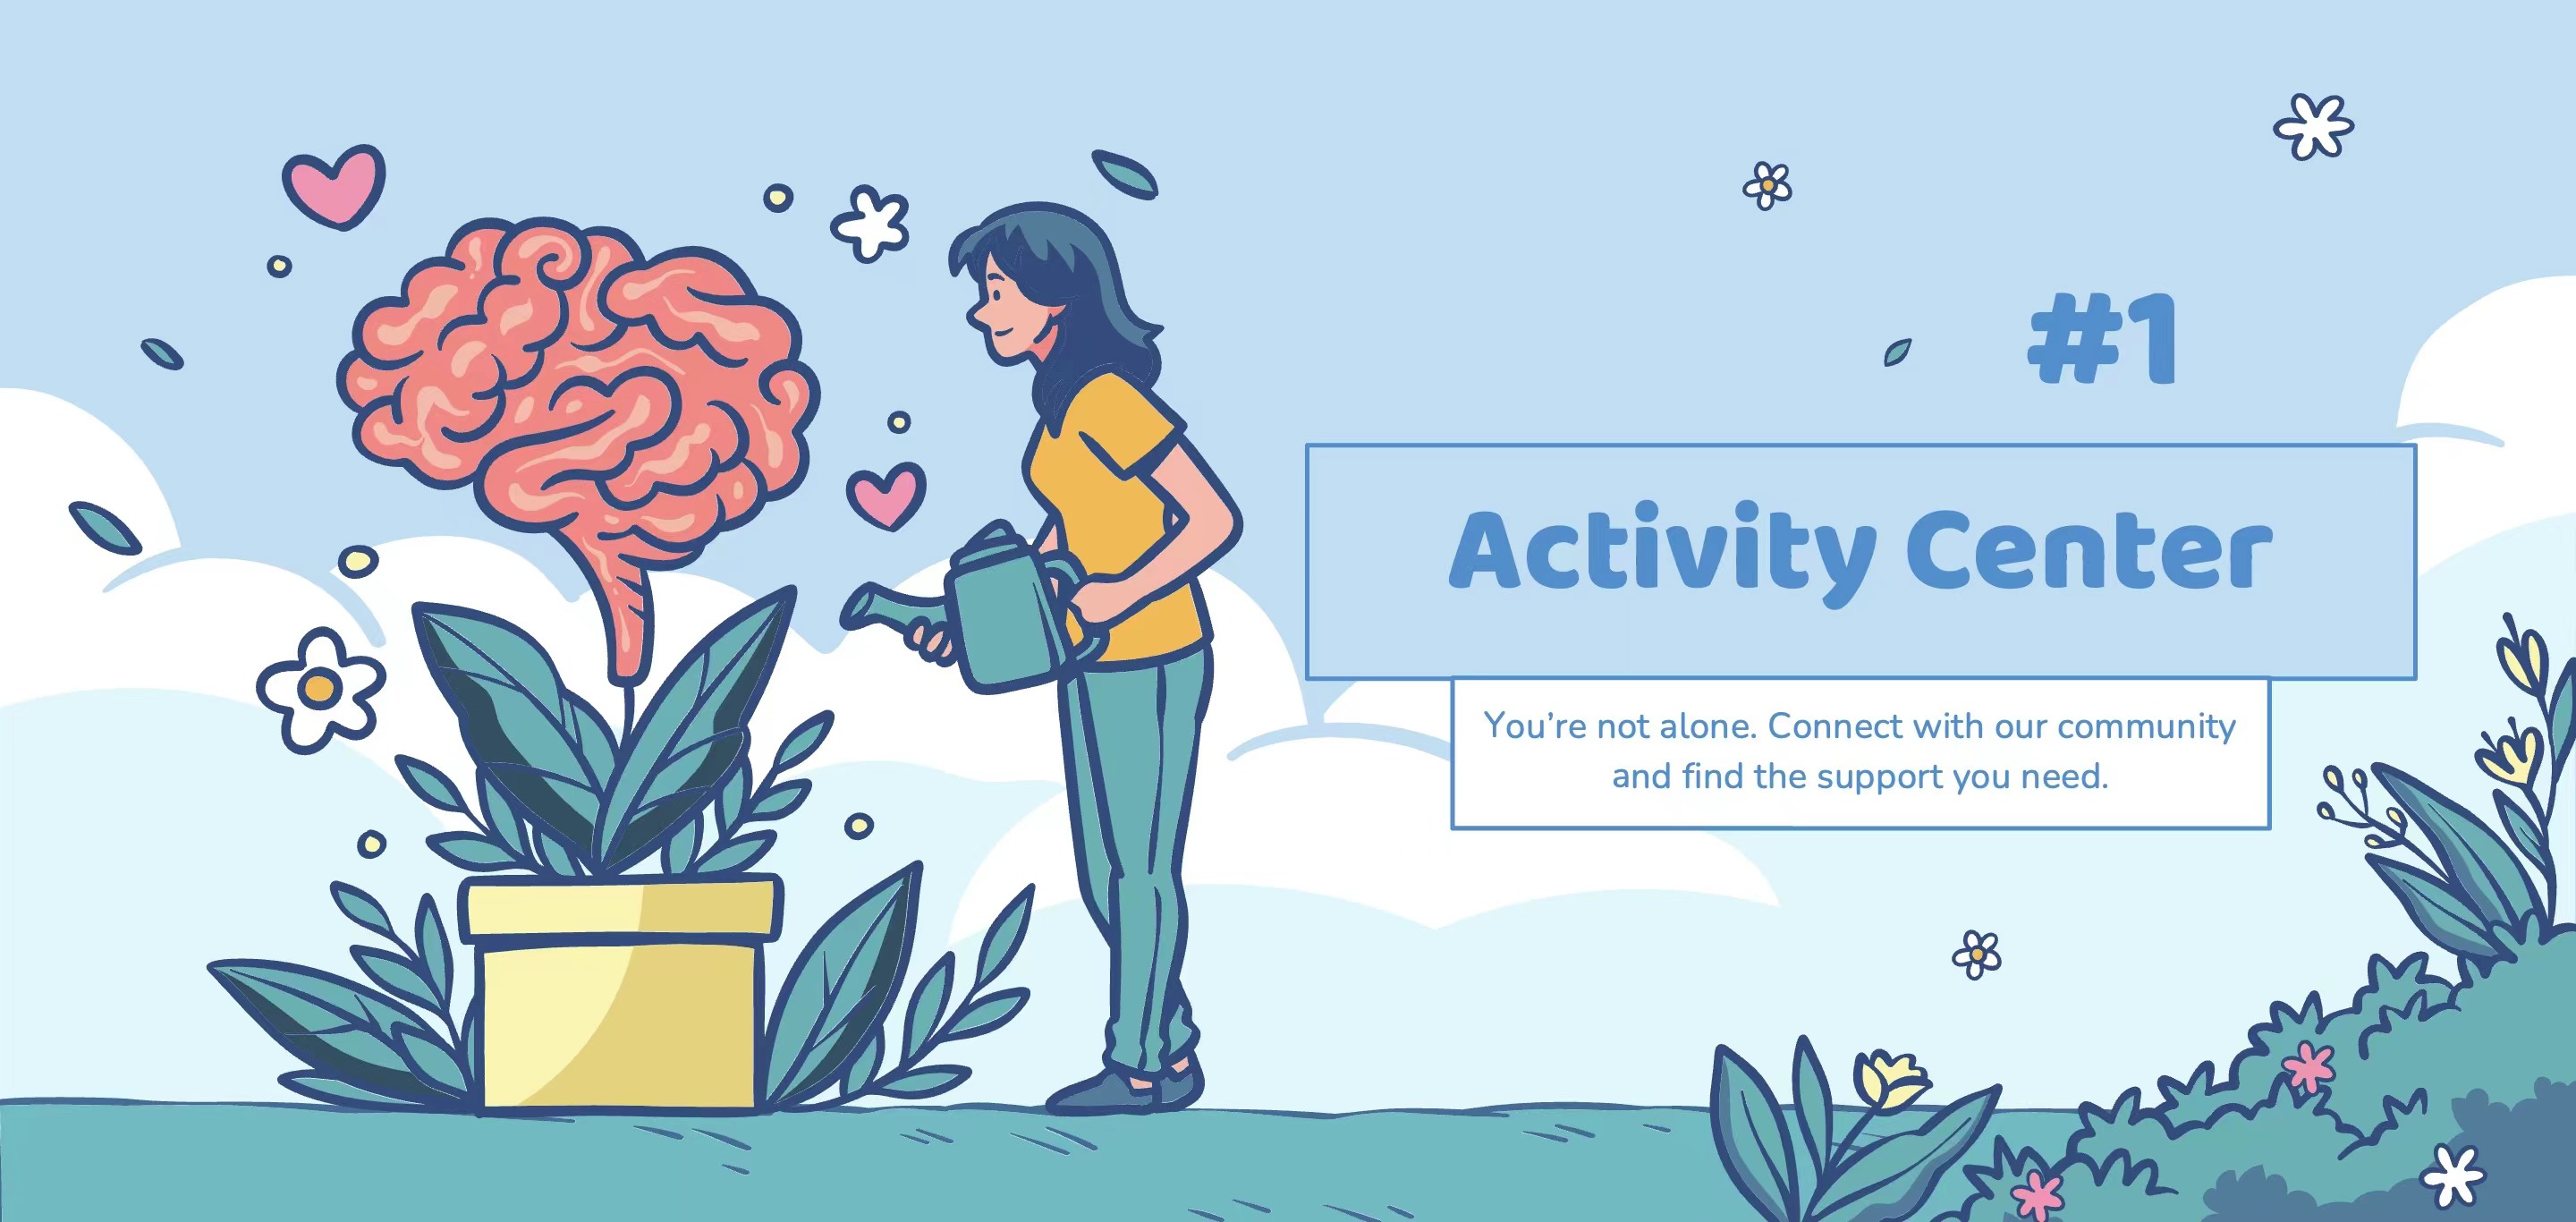 #1
Activity Center
You’re not alone. Connect with our community
and find the support you need.